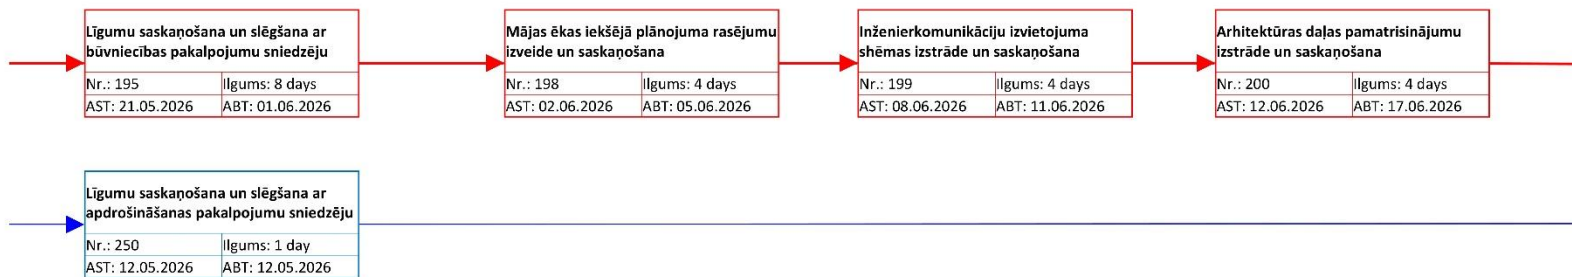 Līgumu saskaņošana un slēgšana ar
būvniecības pakalpojumu sniedzēju
Nr.: 195 Ilgums: 8 days
AST: 21.05.2026 ABT: 01.06.2026
Mājas ēkas iekšējā plānojuma rasējumu
izveide un saskaņošana
Nr.: 198 Ilgums: 4 days
AST: 02.06.2026 ABT: 05.06.2026
Inženierkomunikāciju izvietojuma
shēmas izstrāde un saskaņošana
Nr.: 199 Ilgums: 4 days
AST: 08.06.2026 ABT: 11.06.2026
Arhitektūras daļas pamatrisinājumu
izstrāde un saskaņošana
Nr.: 200 Ilgums: 4 days
AST: 12.06.2026 ABT: 17.06.2026
Līgumu saskaņošana un slēgšana ar
apdrošināšanas pakalpojumu sniedzēju
Nr.: 250 Ilgums: 1 day
AST: 12.05.2026 ABT: 12.05.2026